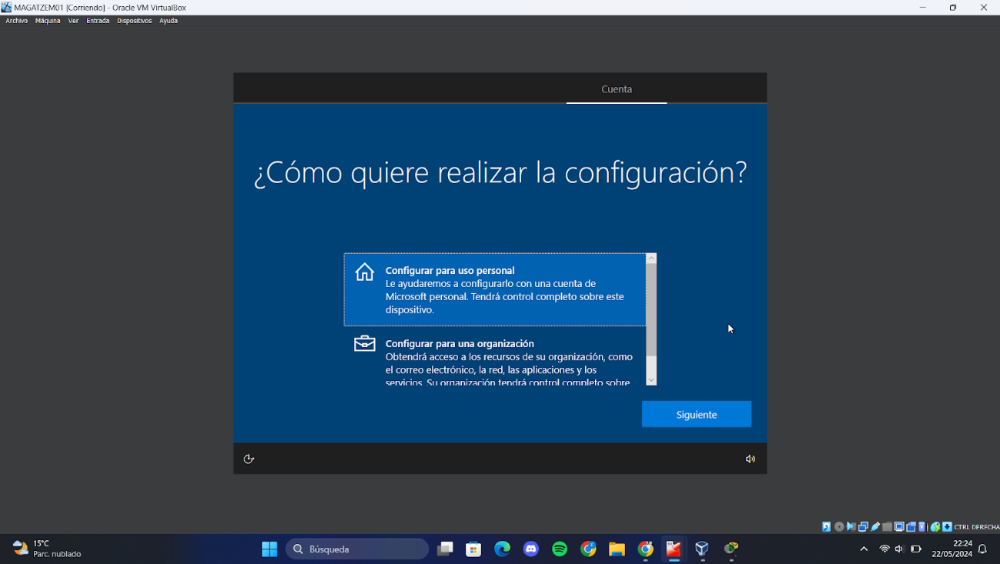 MAGATZEM01 [Corriendo] - Oracle VM VirtualBox
Archivo Máquina Ver Entrada Dispositivos Ayuda
Cuenta
¿Cómo quiere realizar la configuración?
Configurar para uso personal
Le ayudaremos a configurarlo con una cuenta de
Microsoft personal. Tendrá control completo sobre este
dispositivo.
Configurar para una organización
Obtendrá acceso a los recursos de su organización, como
el correo electrónico, la red, las aplicaciones y los
servicios. Su organización tendrá control completo sobre
Siguiente
CTRL DERECHA
15°C
Parc. nublado
Búsqueda
22:24
22/05/2024